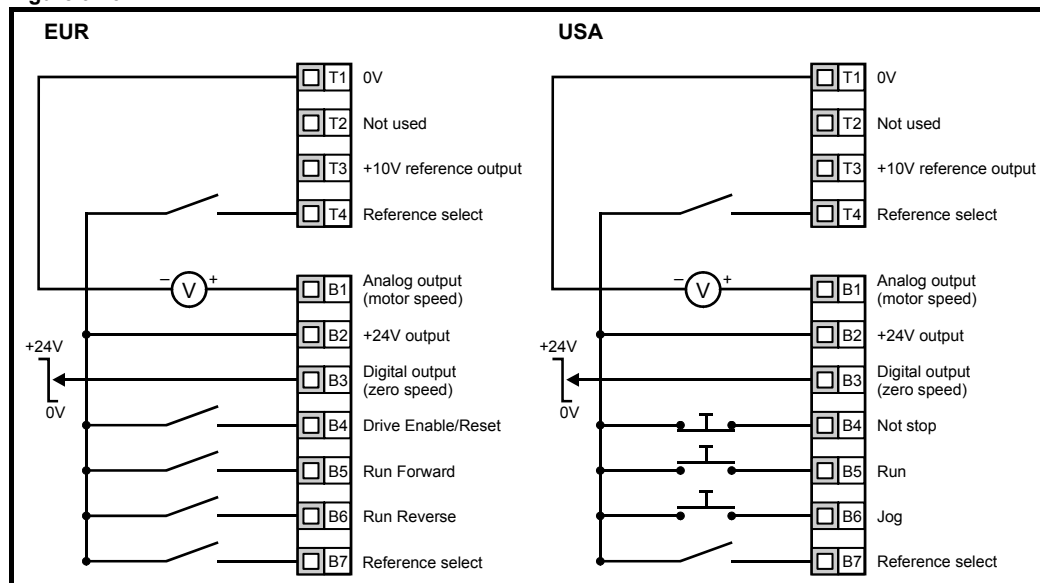 EUR
T1 0V
T2 Not used
T3 +10V reference output
T4 Reference select
– V +
B1 Analog output
(motor speed)
B2 +24V output
+24V
B3 Digital output
(zero speed)
0V
B4 Drive Enable/Reset
B5 Run Forward
B6 Run Reverse
B7 Reference select
USA
T1 0V
T2 Not used
T3 +10V reference output
T4 Reference select
– V +
B1 Analog output
(motor speed)
B2 +24V output
+24V
B3 Digital output
(zero speed)
0V
B4 Not stop
B5 Run
B6 Jog
B7 Reference select